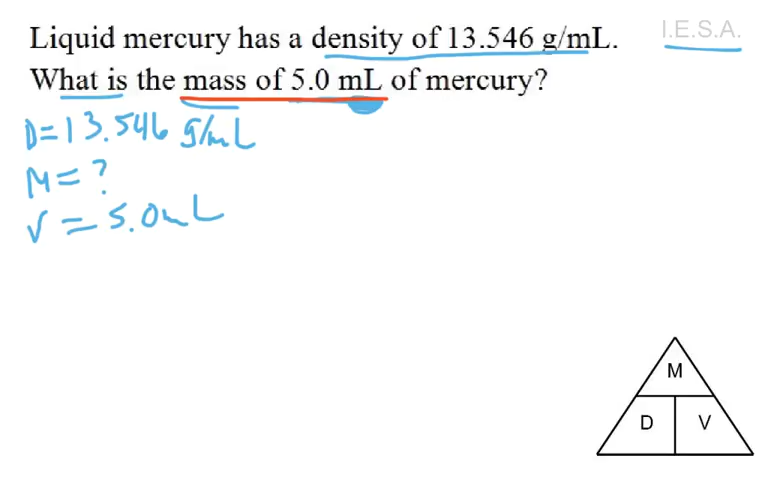 Liquid mercury has a density of 13.546 g/mL.
I.E.S.A.
What is the mass of 5.0 mL of mercury?
D=13.546 g/mL
M=?
V=5.0mL
M
D V